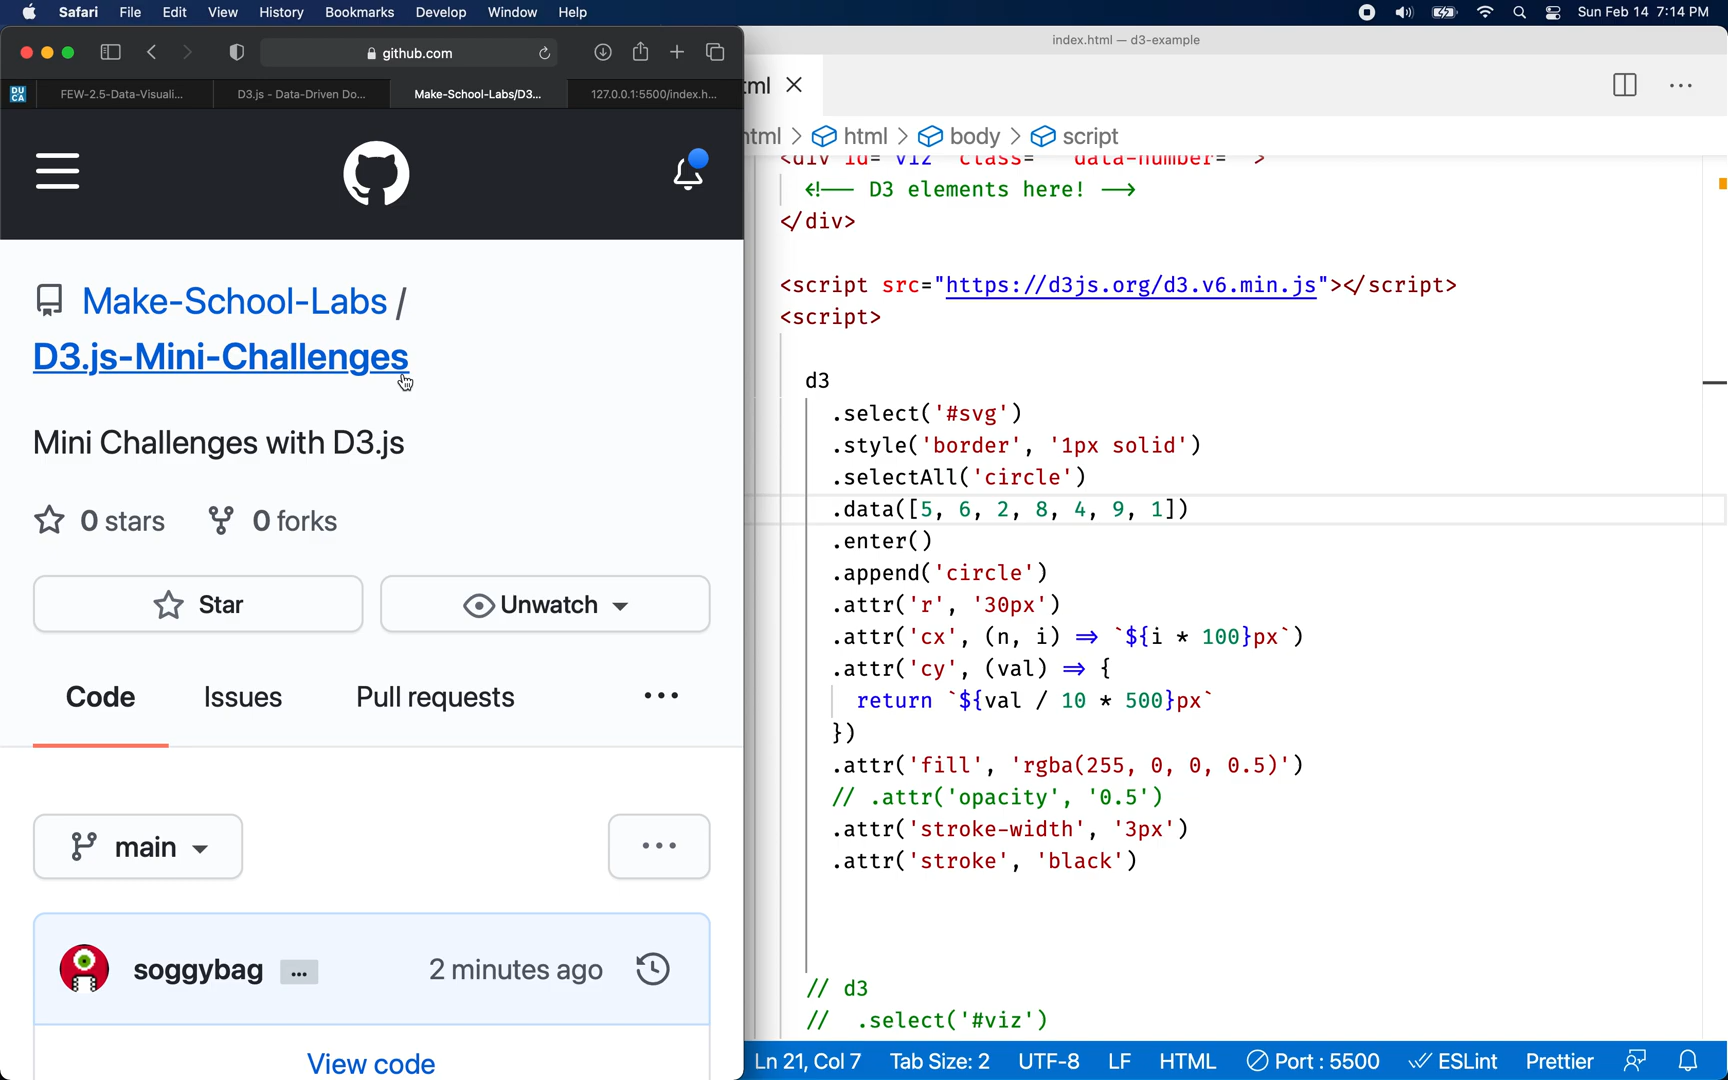 Safari File Edit View History Bookmarks Develop Window Help Sun Feb 14 7:14 PM
github.com
DU CA FEW-2.5-Data-Visuali... D3.js - Data-Driven Do... Make-School-Labs/D3... 127.0.0.1:5500/index.h...
Make-School-Labs /
D3.js-Mini-Challenges
Mini Challenges with D3.js
0 stars 0 forks
Star Unwatch
Code Issues Pull requests ...
main ...
soggybag ... 2 minutes ago
View code
index.html — d3-example
tml
html > html > body > script
<div id="viz" class="" data-number="">
<!-- D3 elements here! -->
</div>
<script src="https://d3js.org/d3.v6.min.js"></script>
<script>
d3
.select('#svg')
.style('border', '1px solid')
.selectAll('circle')
.data([5, 6, 2, 8, 4, 9, 1])
.enter()
.append('circle')
.attr('r', '30px')
.attr('cx', (n, i) => `${i * 100}px`)
.attr('cy', (val) => {
return `${val / 10 * 500}px`
})
.attr('fill', 'rgba(255, 0, 0, 0.5)')
// .attr('opacity', '0.5')
.attr('stroke-width', '3px')
.attr('stroke', 'black')
// d3
// .select('#viz')
Ln 21, Col 7 Tab Size: 2 UTF-8 LF HTML Port : 5500 ESLint Prettier